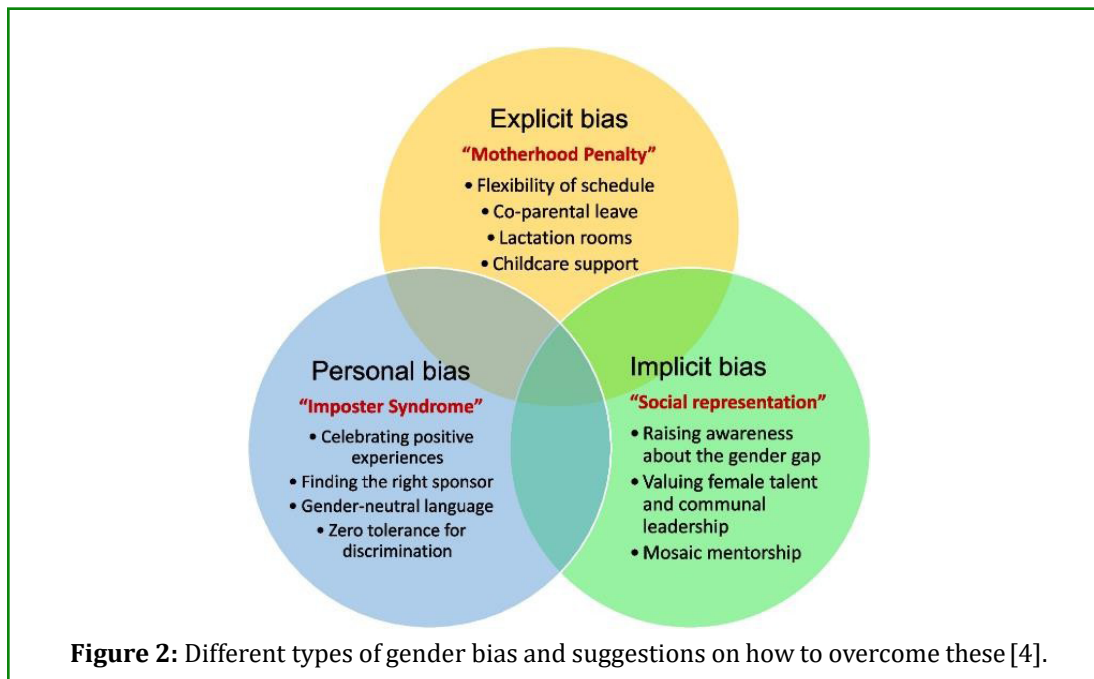 Explicit bias
“Motherhood Penalty”
• Flexibility of schedule
• Co-parental leave
• Lactation rooms
• Childcare support
Personal bias
“Imposter Syndrome”
• Celebrating positive
experiences
• Finding the right sponsor
• Gender-neutral language
• Zero tolerance for
discrimination
Implicit bias
“Social representation”
• Raising awareness
about the gender gap
• Valuing female talent
and communal
leadership
• Mosaic mentorship
Figure 2: Different types of gender bias and suggestions on how to overcome these [4].